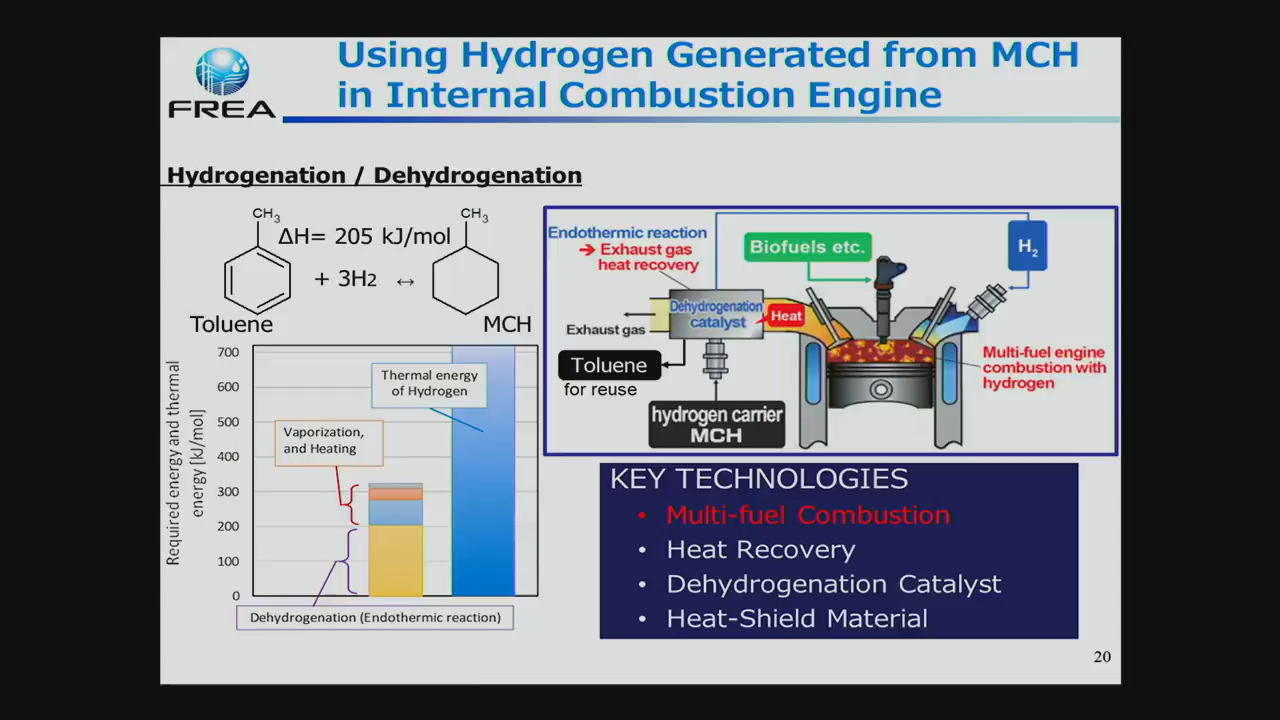 Using Hydrogen Generated from MCH
in Internal Combustion Engine
FREA
Hydrogenation / Dehydrogenation
CH3
CH3
ΔH= 205 kJ/mol
+ 3H2 ↔
Toluene
MCH
Required energy and thermal
energy [kJ/mol]
700
600
500
400
300
200
100
0
Thermal energy
of Hydrogen
Vaporization,
and Heating
Dehydrogenation (Endothermic reaction)
Endothermic reaction
➔ Exhaust gas
heat recovery
Biofuels etc.
H2
Dehydrogenation
catalyst
Heat
Exhaust gas
Toluene
for reuse
hydrogen carrier
MCH
Multi-fuel engine
combustion with
hydrogen
KEY TECHNOLOGIES
• Multi-fuel Combustion
• Heat Recovery
• Dehydrogenation Catalyst
• Heat-Shield Material
20